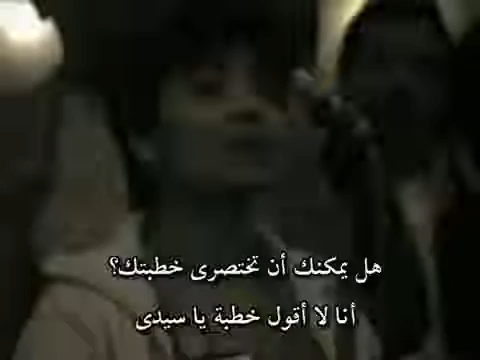 هل يمكنك أن تختصرى خطبتك؟
أنا لا أقول خطبة يا سيدى